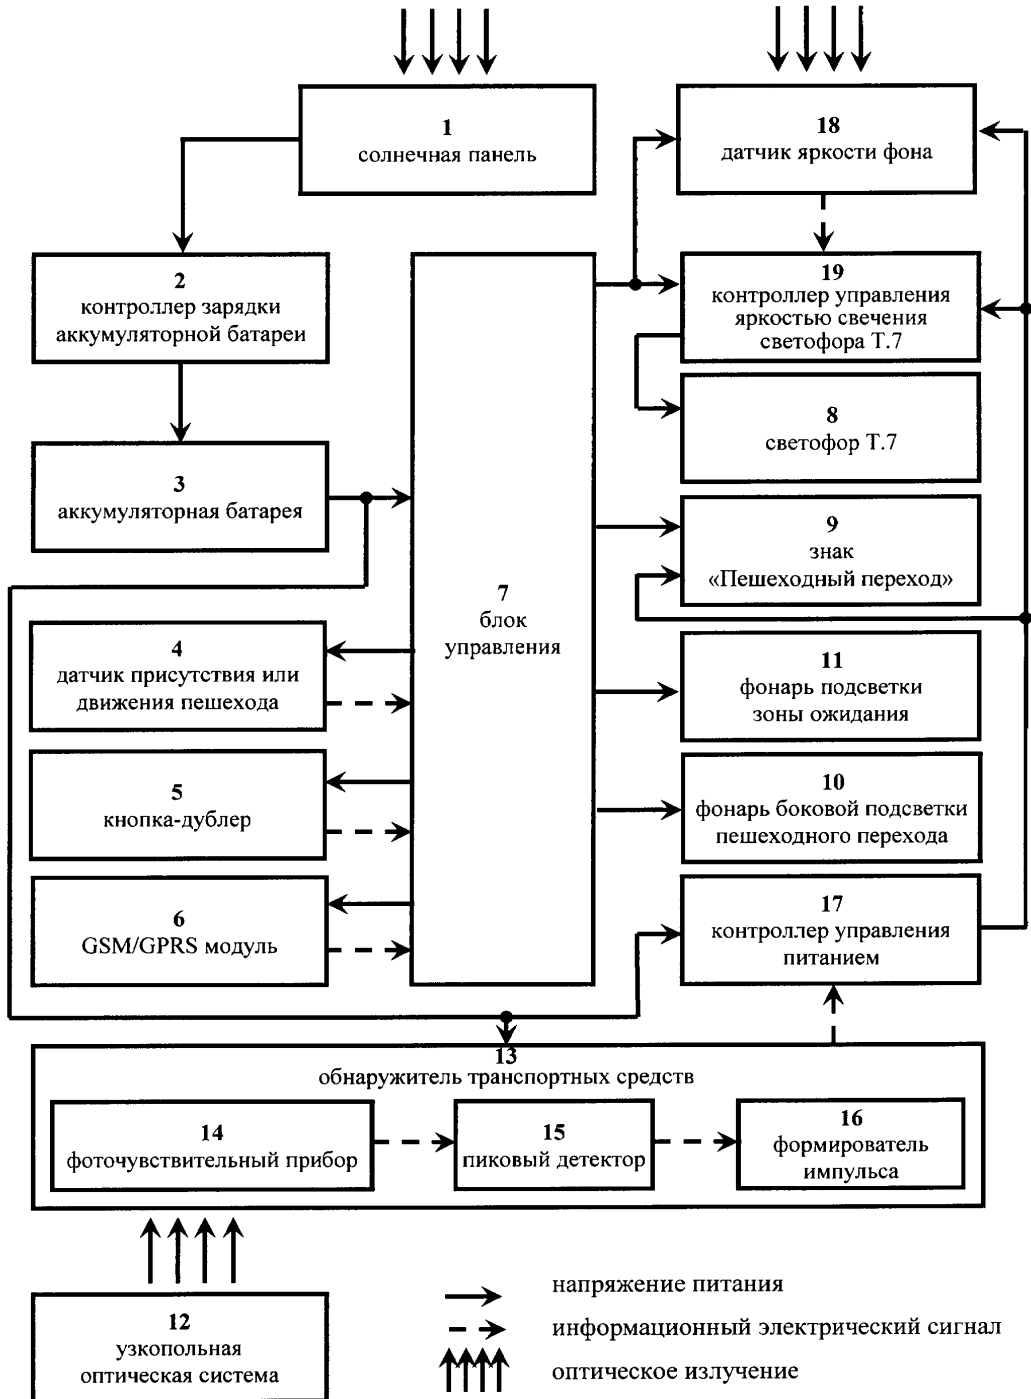 1
солнечная панель
18
датчик яркости фона
2
контроллер зарядки
аккумуляторной батареи
19
контроллер управления
яркостью свечения
светофора Т.7
8
светофор Т.7
3
аккумуляторная батарея
9
знак
«Пешеходный переход»
7
блок
управления
4
датчик присутствия или
движения пешехода
11
фонарь подсветки
зоны ожидания
5
кнопка-дублер
10
фонарь боковой подсветки
пешеходного перехода
6
GSM/GPRS модуль
17
контроллер управления
питанием
13
обнаружитель транспортных средств
14
фоточувствительный прибор
15
пиковый детектор
16
формирователь
импульса
12
узкопольная
оптическая система
напряжение питания
информационный электрический сигнал
оптическое излучение